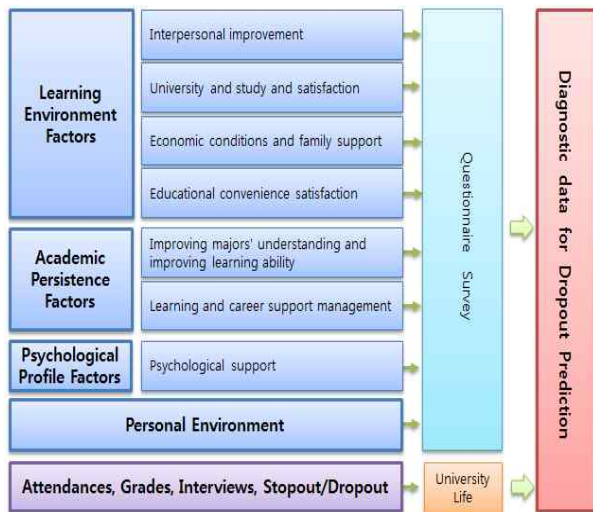 Learning
Environment
Factors
Interpersonal improvement
University and study and satisfaction
Economic conditions and family support
Educational convenience satisfaction
Academic
Persistence
Factors
Improving majors' understanding and
improving learning ability
Learning and career support management
Psychological
Profile Factors
Psychological support
Personal Environment
Attendances, Grades, Interviews, Stopout/Dropout
Questionnaire Survey
University
Life
Diagnostic data for Dropout Prediction